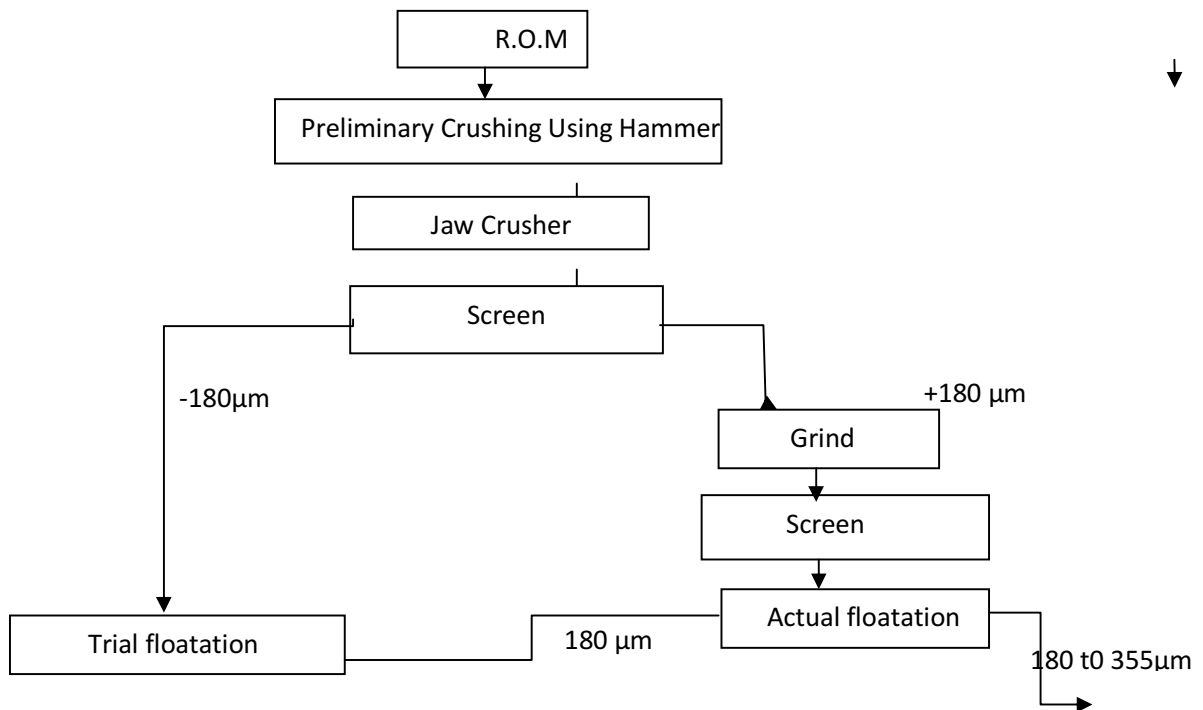 R.O.M
Preliminary Crushing Using Hammer
Jaw Crusher
Screen
-180µm
+180 µm
Grind
Screen
Actual floatation
Trial floatation
180 µm
180 t0 355µm